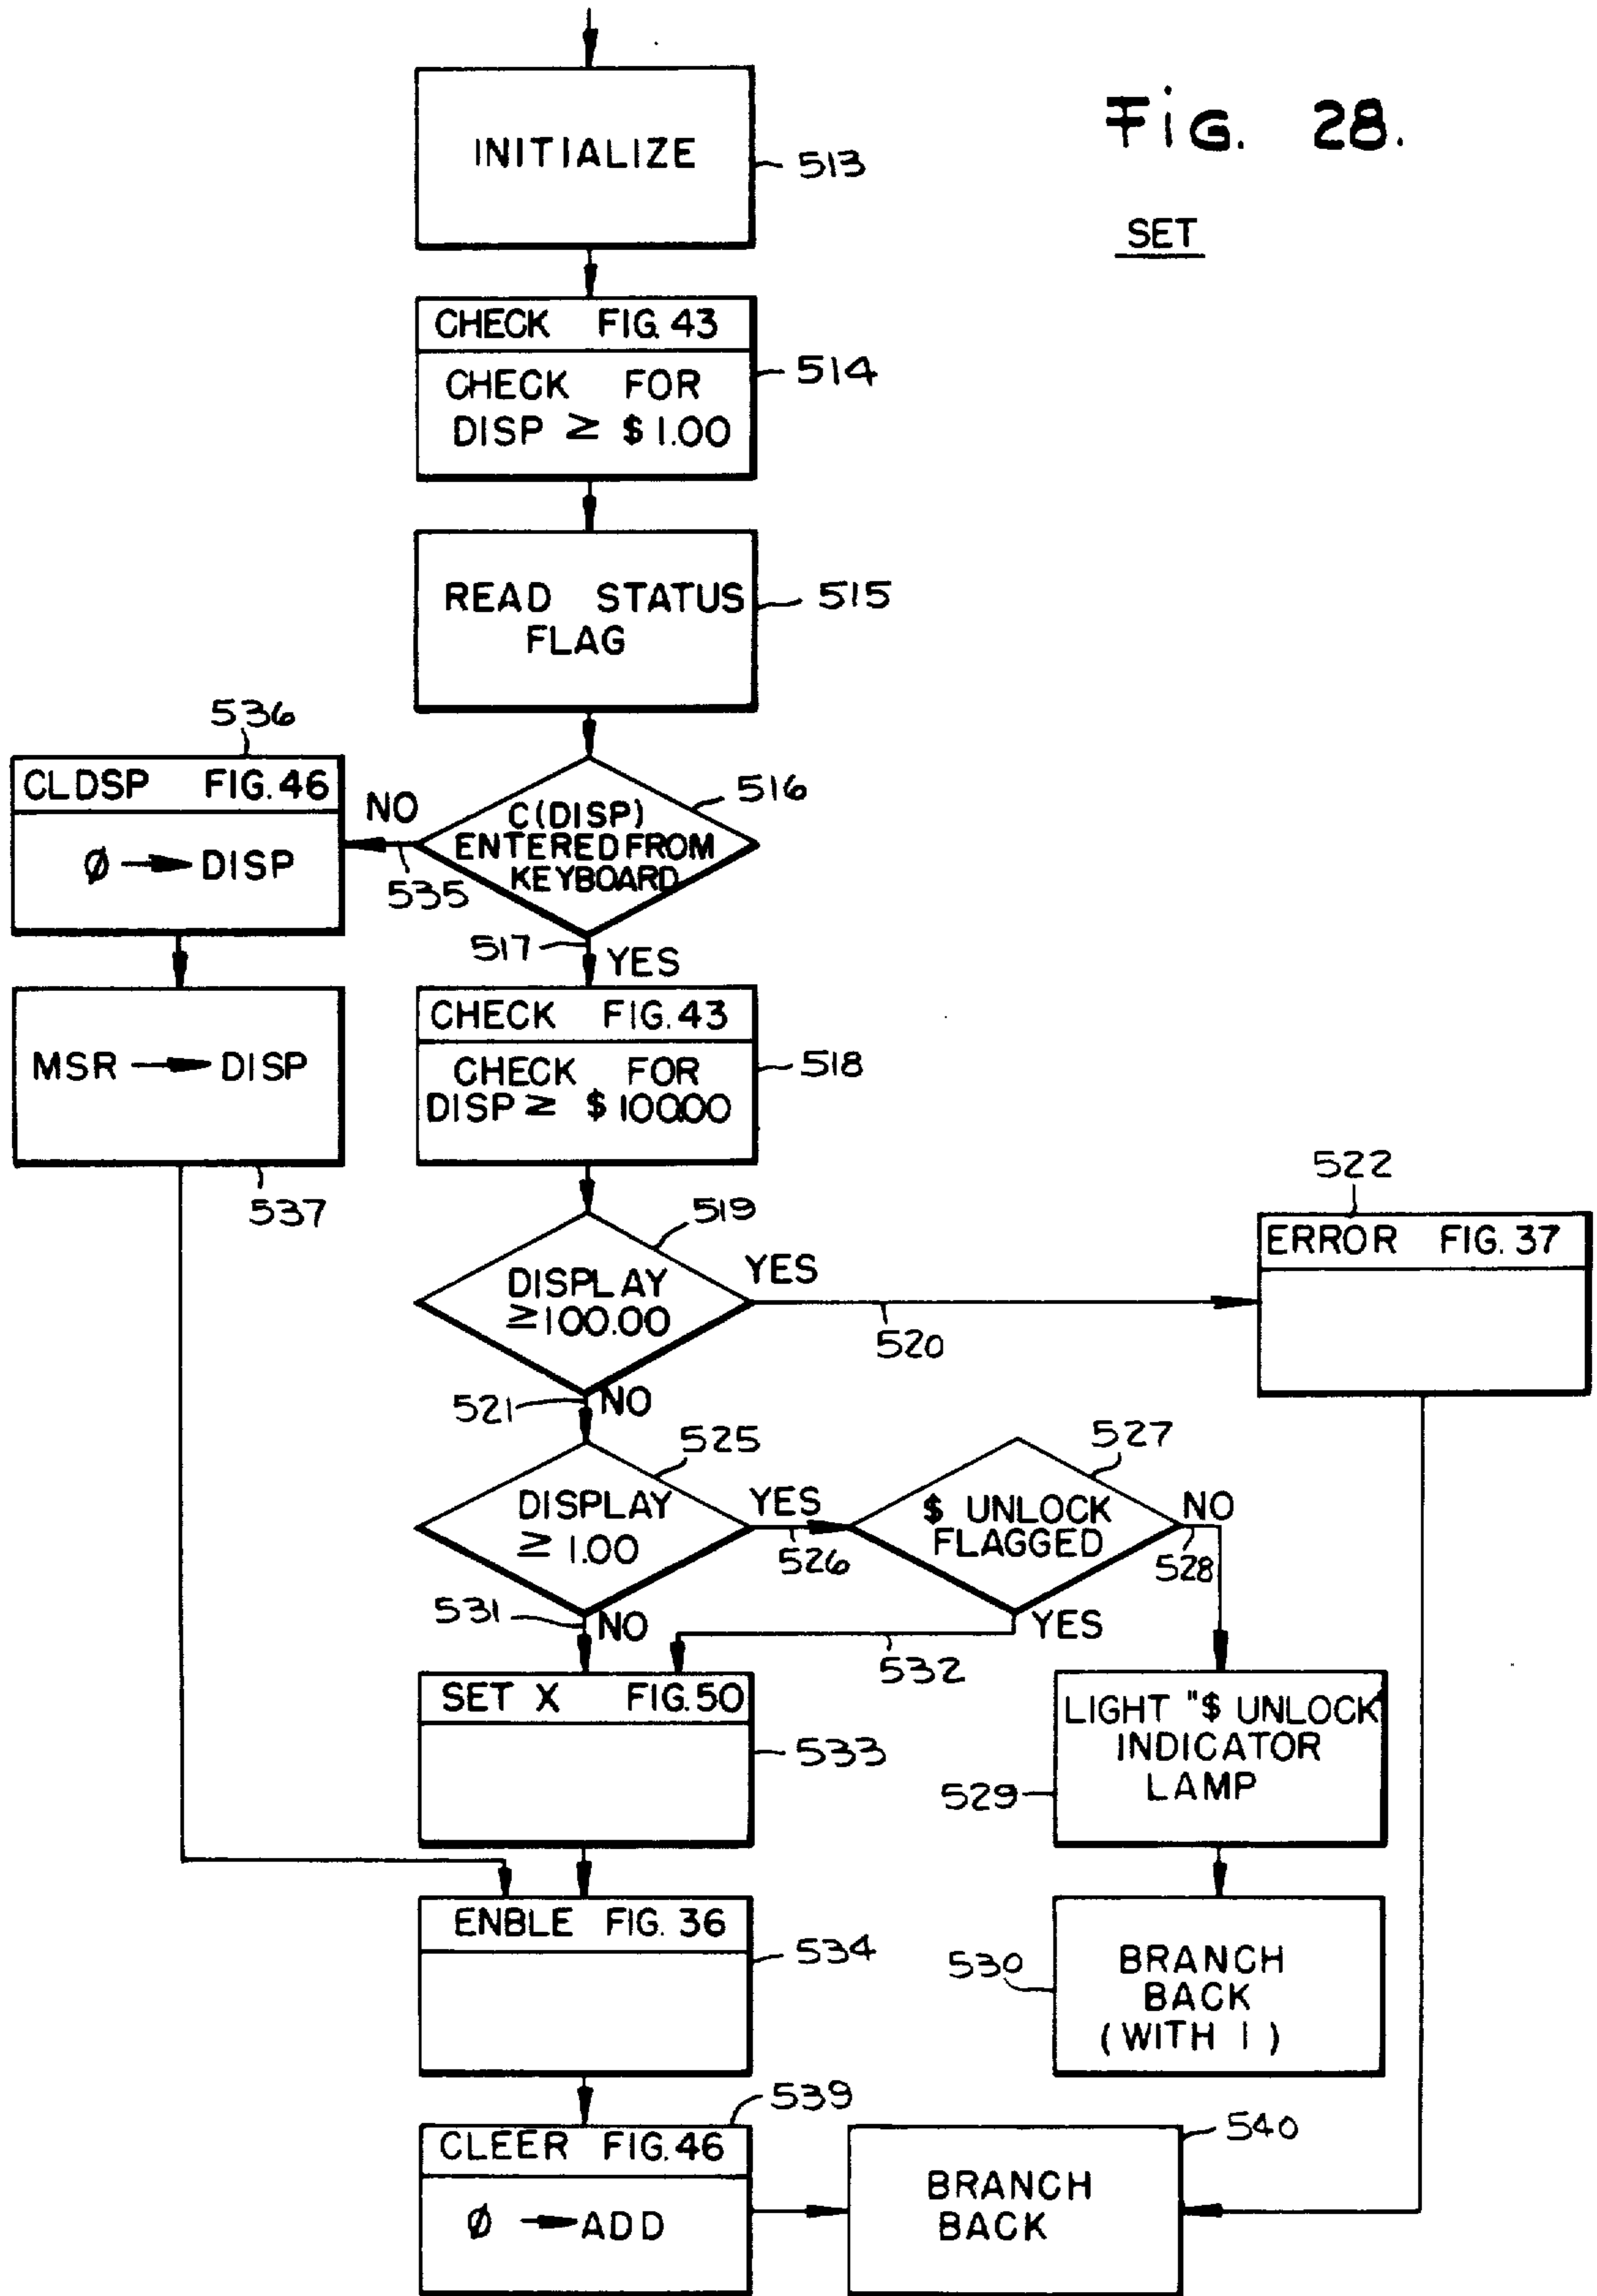 Fig. 28.
SET
INITIALIZE
513
CHECK FIG. 43
CHECK FOR
DISP ≥ $ 1.00
514
READ STATUS
FLAG
515
536
CLDSP FIG. 46
Ø → DISP
NO
535
C(DISP)
ENTERED FROM
KEYBOARD
516
517
YES
MSR → DISP
537
CHECK FIG. 43
CHECK FOR
DISP ≥ $ 100.00
518
519
DISPLAY
≥ 100.00
YES
520
522
ERROR FIG. 37
521
NO
525
DISPLAY
≥ 1.00
YES
526
527
$ UNLOCK
FLAGGED
NO
528
531
NO
YES
532
SET X FIG. 50
533
LIGHT "$ UNLOCK"
INDICATOR
LAMP
529
ENBLE FIG. 36
534
530
BRANCH
BACK
(WITH 1)
539
CLEER FIG. 46
Ø → ADD
540
BRANCH
BACK